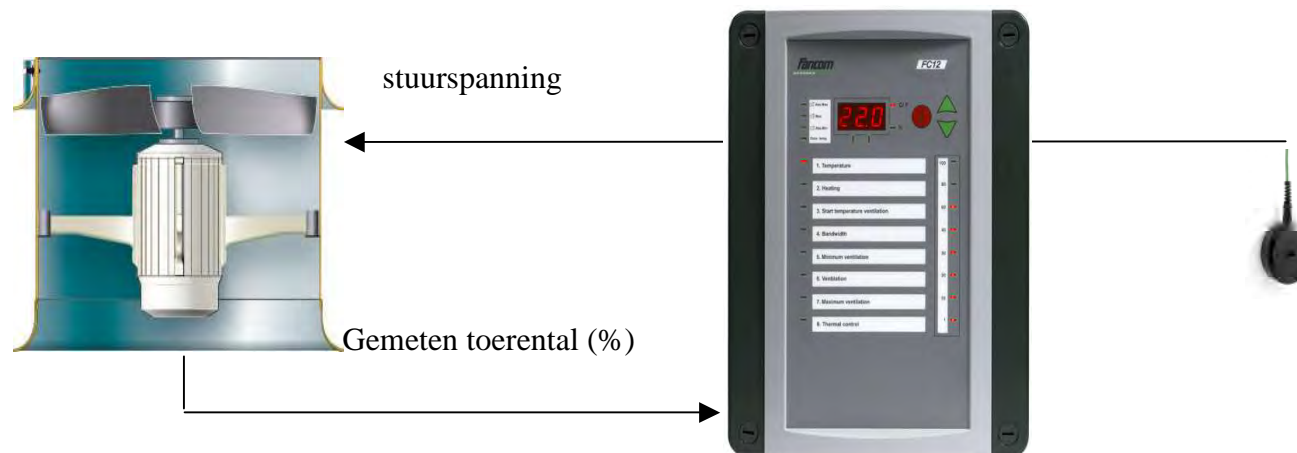 stuurspanning
Fancom
FC12
22.0
1. Temperature
2. Heating
3. Start temperature ventilation
4. Bandwidth
5. Minimum ventilation
6. Ventilation
7. Maximum ventilation
8. Thermal control
100
Gemeten toerental (%)